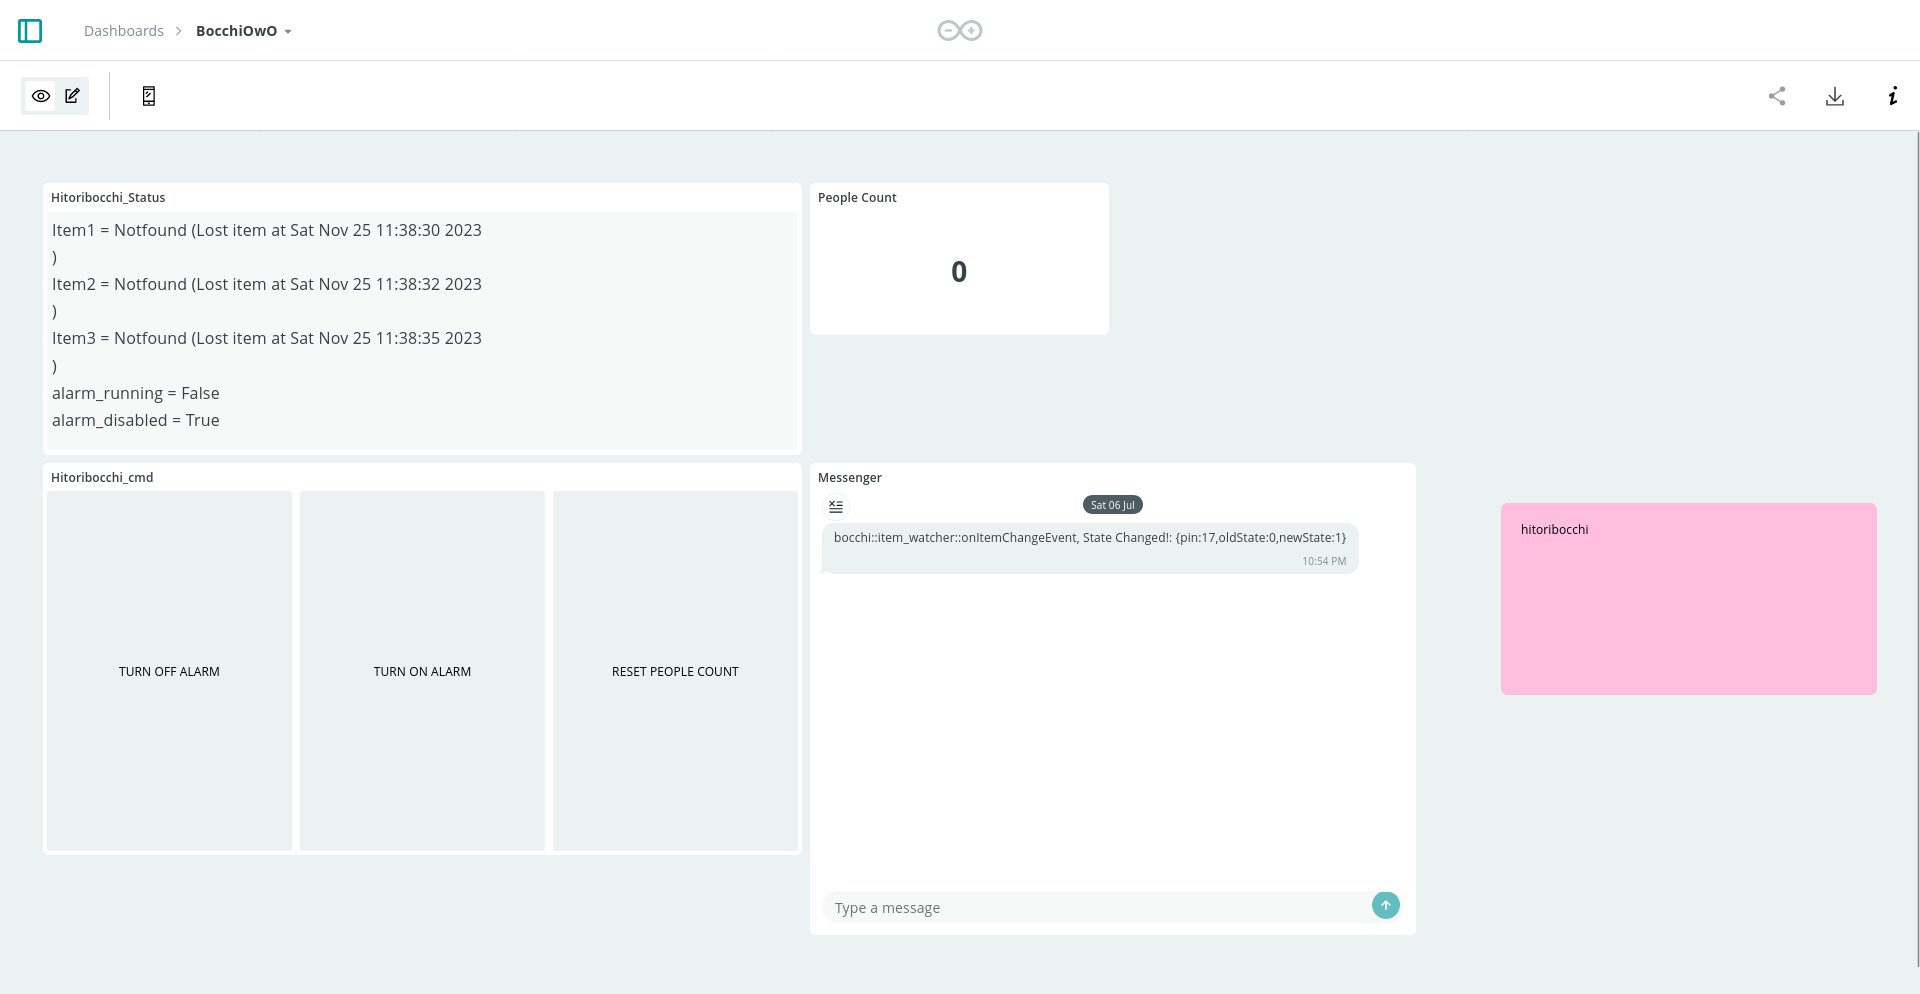 Dashboards > BocchiOwO
Hitoribocchi_Status
Item1 = Notfound (Lost item at Sat Nov 25 11:38:30 2023
)
Item2 = Notfound (Lost item at Sat Nov 25 11:38:32 2023
)
Item3 = Notfound (Lost item at Sat Nov 25 11:38:35 2023
)
alarm_running = False
alarm_disabled = True
People Count
0
Hitoribocchi_cmd
TURN OFF ALARM
TURN ON ALARM
RESET PEOPLE COUNT
Messenger
Sat 06 Jul
bocchi::item_watcher::onItemChangeEvent, State Changed!: {pin:17,oldState:0,newState:1}
10:54 PM
Type a message
hitoribocchi